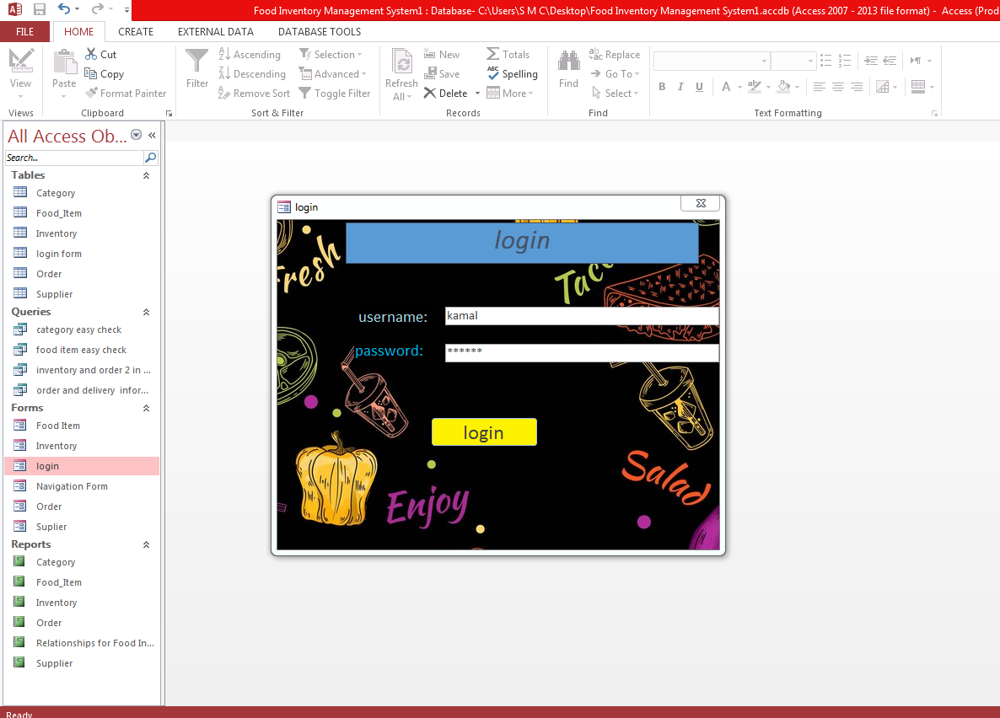 Food Inventory Management System1 : Database- C:\Users\S M C\Desktop\Food Inventory Management System1.accdb (Access 2007 - 2013 file format) - Access (Prod
FILE HOME CREATE EXTERNAL DATA DATABASE TOOLS
View
Views
Paste
Cut
Copy
Format Painter
Clipboard
Filter
Ascending
Descending
Remove Sort
Selection
Advanced
Toggle Filter
Sort & Filter
Refresh
All
New
Save
Delete
Totals
Spelling
More
Records
Find
Replace
Go To
Select
Find
B I U A
Text Formatting
All Access Ob...
Search...
Tables
Category
Food_Item
Inventory
login form
Order
Supplier
Queries
category easy check
food item easy check
inventory and order 2 in ...
order and delivery infor...
Forms
Food Item
Inventory
login
Navigation Form
Order
Suplier
Reports
Category
Food_Item
Inventory
Order
Relationships for Food In...
Supplier
login
login
Fresh
Taco
username: kamal
password: ******
login
Enjoy
Salad
Ready